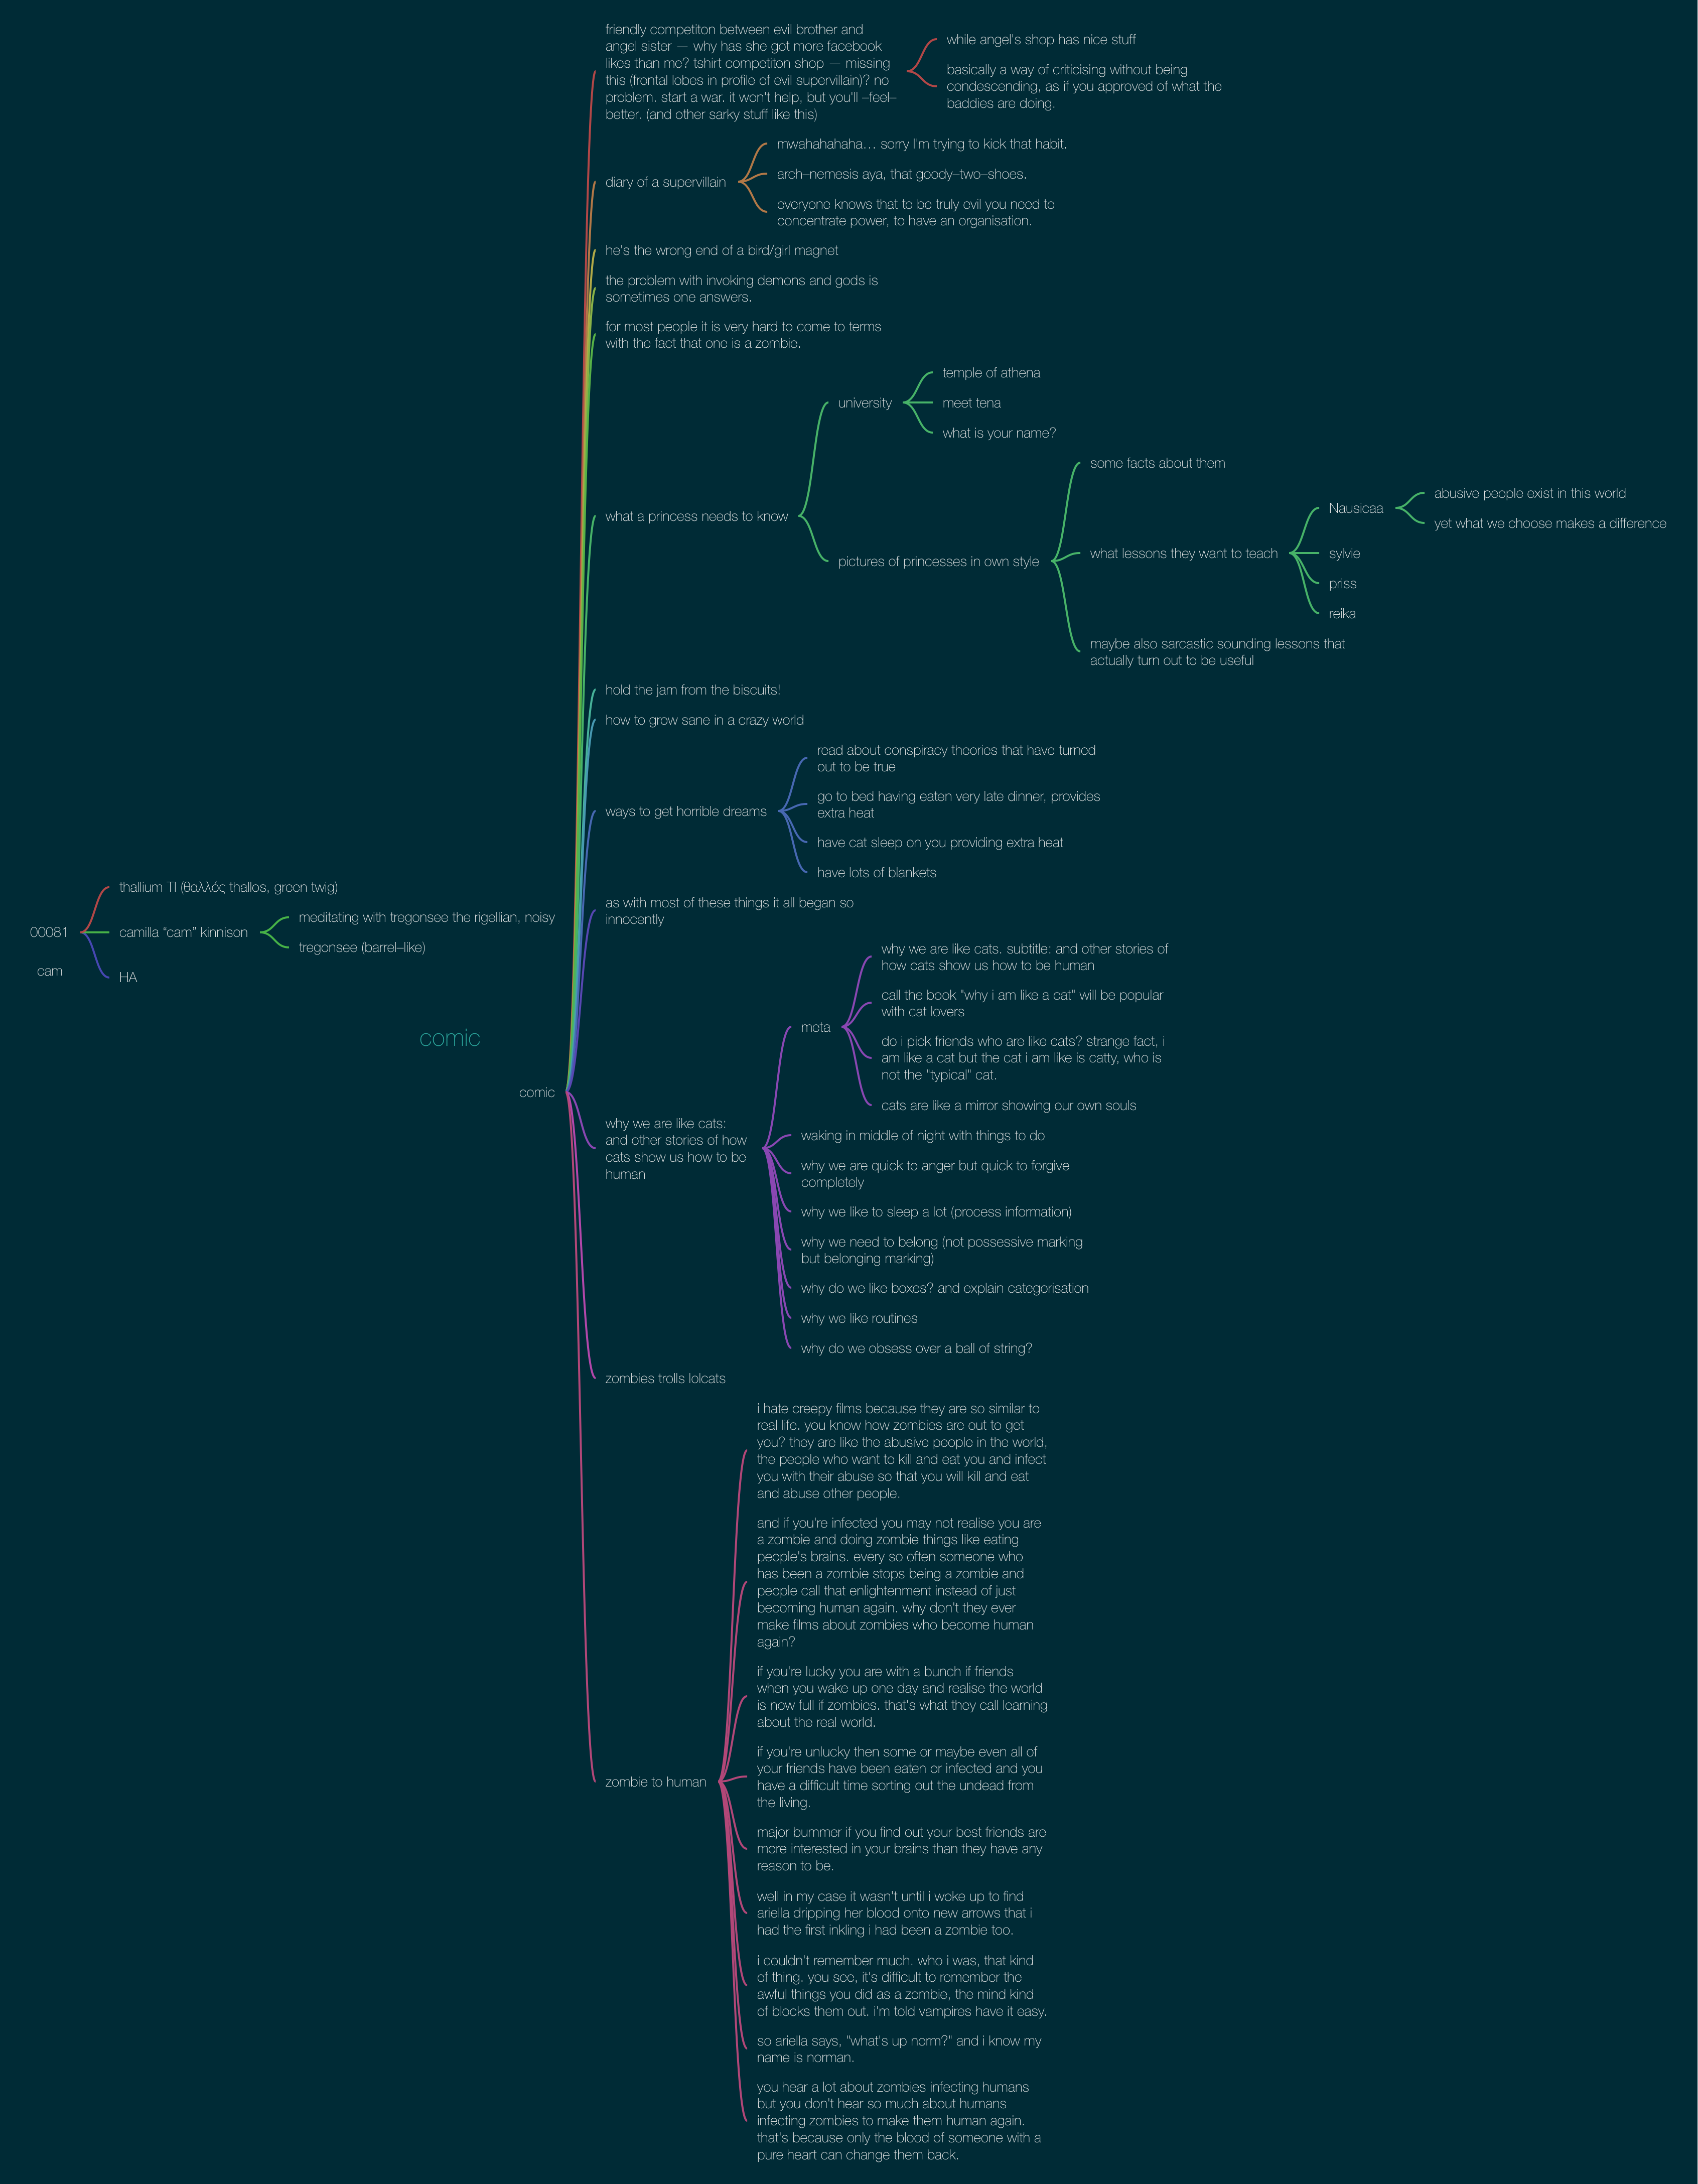 friendly competiton between evil brother and
angel sister — why has she got more facebook
likes than me? tshirt competiton shop — missing
this (frontal lobes in profile of evil supervillain)? no
problem. start a war. it won't help, but you'll –feel–
better. (and other sarky stuff like this)
while angel's shop has nice stuff
basically a way of criticising without being
condescending, as if you approved of what the
baddies are doing.
diary of a supervillain
mwahahahaha… sorry I'm trying to kick that habit.
arch–nemesis aya, that goody–two–shoes.
everyone knows that to be truly evil you need to
concentrate power, to have an organisation.
he's the wrong end of a bird/girl magnet
the problem with invoking demons and gods is
sometimes one answers.
for most people it is very hard to come to terms
with the fact that one is a zombie.
what a princess needs to know
university
temple of athena
meet tena
what is your name?
pictures of princesses in own style
some facts about them
what lessons they want to teach
Nausicaa
abusive people exist in this world
yet what we choose makes a difference
sylvie
priss
reika
maybe also sarcastic sounding lessons that
actually turn out to be useful
hold the jam from the biscuits!
how to grow sane in a crazy world
ways to get horrible dreams
read about conspiracy theories that have turned
out to be true
go to bed having eaten very late dinner, provides
extra heat
have cat sleep on you providing extra heat
have lots of blankets
00081
cam
thallium Tl (θαλλός thallos, green twig)
camilla “cam” kinnison
meditating with tregonsee the rigellian, noisy
tregonsee (barrel–like)
HA
comic
comic
as with most of these things it all began so
innocently
why we are like cats:
and other stories of how
cats show us how to be
human
meta
why we are like cats. subtitle: and other stories of
how cats show us how to be human
call the book "why i am like a cat" will be popular
with cat lovers
do i pick friends who are like cats? strange fact, i
am like a cat but the cat i am like is catty, who is
not the "typical" cat.
cats are like a mirror showing our own souls
waking in middle of night with things to do
why we are quick to anger but quick to forgive
completely
why we like to sleep a lot (process information)
why we need to belong (not possessive marking
but belonging marking)
why do we like boxes? and explain categorisation
why we like routines
why do we obsess over a ball of string?
zombies trolls lolcats
zombie to human
i hate creepy films because they are so similar to
real life. you know how zombies are out to get
you? they are like the abusive people in the world,
the people who want to kill and eat you and infect
you with their abuse so that you will kill and eat
and abuse other people.
and if you're infected you may not realise you are
a zombie and doing zombie things like eating
people's brains. every so often someone who
has been a zombie stops being a zombie and
people call that enlightenment instead of just
becoming human again. why don't they ever
make films about zombies who become human
again?
if you're lucky you are with a bunch if friends
when you wake up one day and realise the world
is now full if zombies. that's what they call learning
about the real world.
if you're unlucky then some or maybe even all of
your friends have been eaten or infected and you
have a difficult time sorting out the undead from
the living.
major bummer if you find out your best friends are
more interested in your brains than they have any
reason to be.
well in my case it wasn't until i woke up to find
ariella dripping her blood onto new arrows that i
had the first inkling i had been a zombie too.
i couldn't remember much. who i was, that kind
of thing. you see, it's difficult to remember the
awful things you did as a zombie, the mind kind
of blocks them out. i'm told vampires have it easy.
so ariella says, "what's up norm?" and i know my
name is norman.
you hear a lot about zombies infecting humans
but you don't hear so much about humans
infecting zombies to make them human again.
that's because only the blood of someone with a
pure heart can change them back.